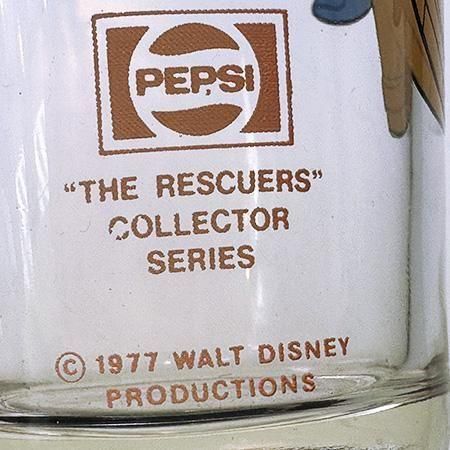 PEPSI
"THE RESCUERS"
COLLECTOR
SERIES
© 1977 WALT DISNEY
PRODUCTIONS